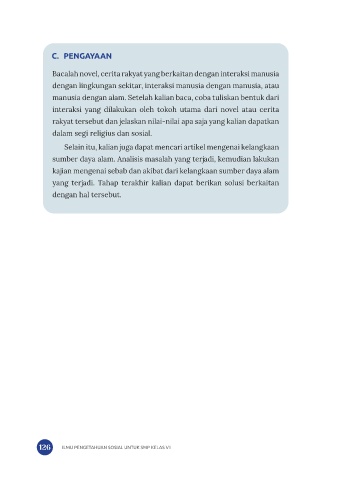 C. PENGAYAAN
Bacalah novel, cerita rakyat yang berkaitan dengan interaksi manusia
dengan lingkungan sekitar, interaksi manusia dengan manusia, atau
manusia dengan alam. Setelah kalian baca, coba tuliskan bentuk dari
interaksi yang dilakukan oleh tokoh utama dari novel atau cerita
rakyat tersebut dan jelaskan nilai-nilai apa saja yang kalian dapatkan
dalam segi religius dan sosial.
Selain itu, kalian juga dapat mencari artikel mengenai kelangkaan
sumber daya alam. Analisis masalah yang terjadi, kemudian lakukan
kajian mengenai sebab dan akibat dari kelangkaan sumber daya alam
yang terjadi. Tahap terakhir kalian dapat berikan solusi berkaitan
dengan hal tersebut.
126 ILMU PENGETAHUAN SOSIAL UNTUK SMP KELAS VII